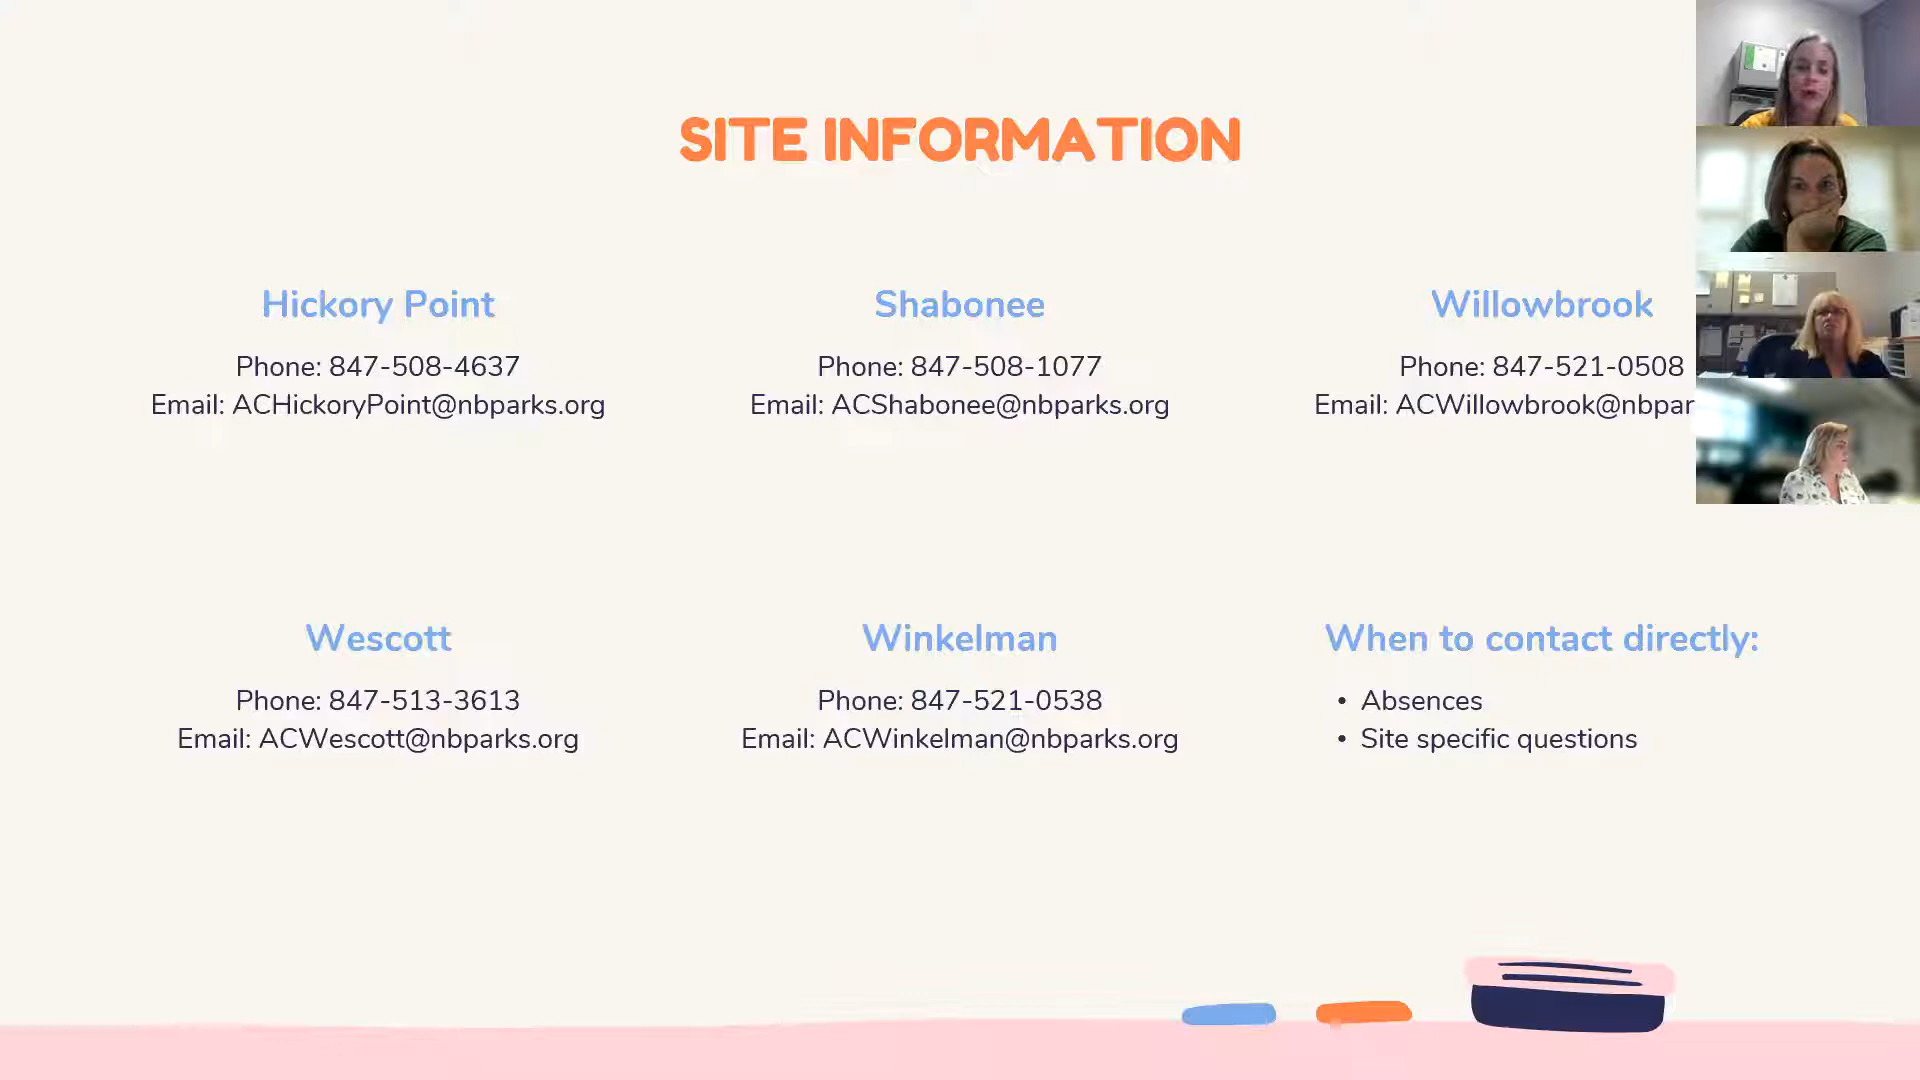 SITE INFORMATION
Hickory Point
Phone: 847-508-4637
Email: ACHickoryPoint@nbparks.org
Shabonee
Phone: 847-508-1077
Email: ACShabonee@nbparks.org
Willowbrook
Phone: 847-521-0508
Email: ACWillowbrook@nbpar
Wescott
Phone: 847-513-3613
Email: ACWescott@nbparks.org
Winkelman
Phone: 847-521-0538
Email: ACWinkelman@nbparks.org
When to contact directly:
• Absences
• Site specific questions